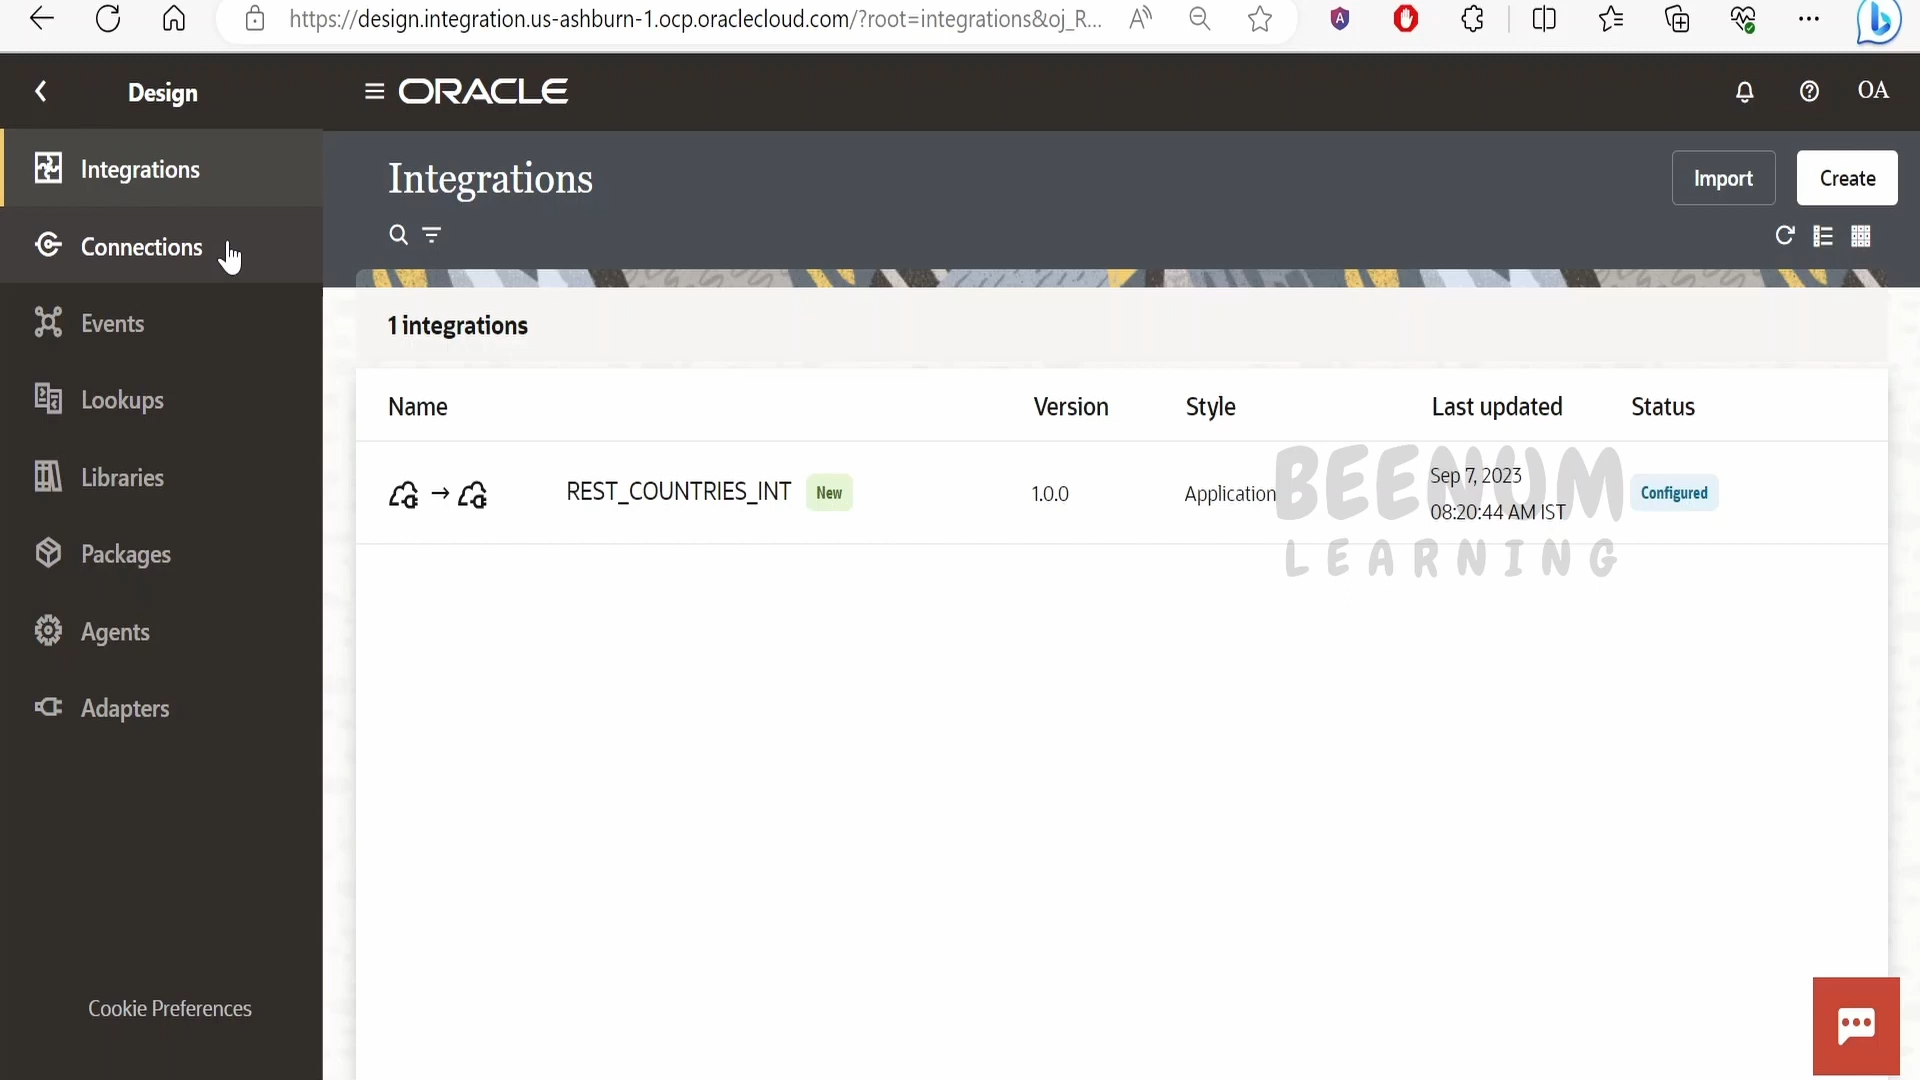 https://design.integration.us-ashburn-1.ocp.oraclecloud.com/?root=integrations&oj_R...
Design
ORACLE
OA
Integrations
Connections
Events
Lookups
Libraries
Packages
Agents
Adapters
Cookie Preferences
Integrations
Import
Create
1 integrations
Name Version Style Last updated Status
REST_COUNTRIES_INT New 1.0.0 Application Sep 7, 2023 Configured
08:20:44 AM IST
BEENUM
LEARNING